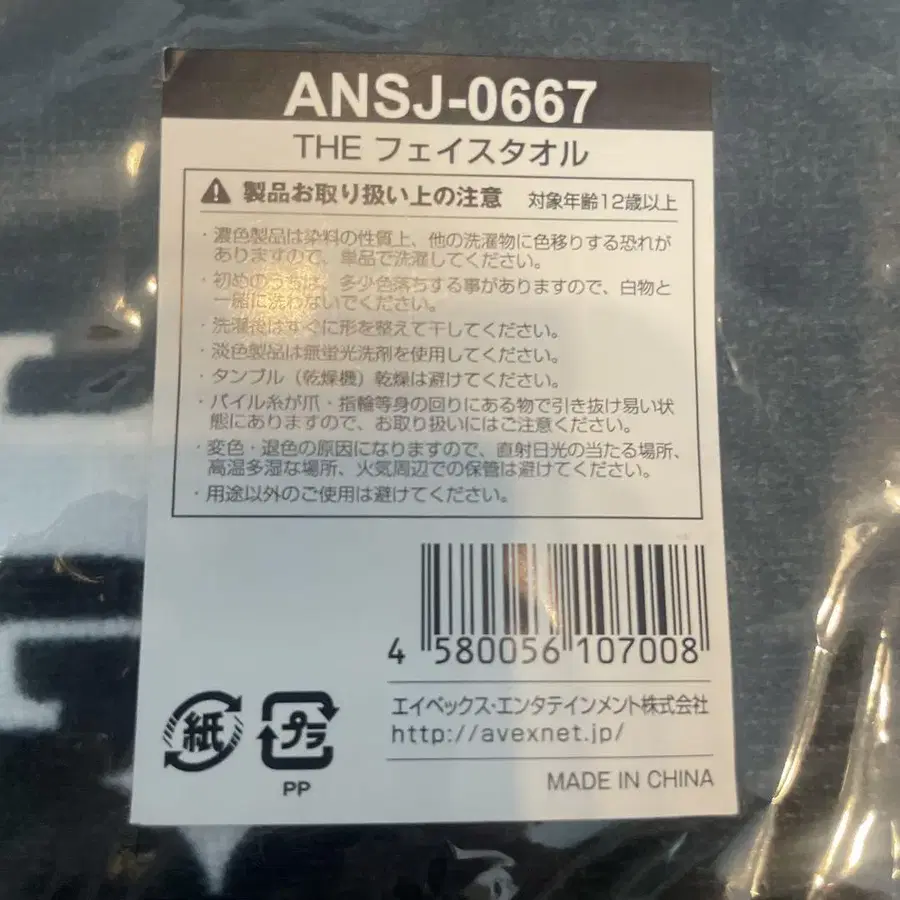 ANSJ-0667
THE フェイスタオル
製品お取り扱い上の注意 対象年齢12歳以上
・濃色製品は染料の性質上、他の洗濯物に色移りする恐れが
ありますので、単品で洗濯してください。
・初めのうちは、多少色落ちする事がありますので、白物と
一緒に洗わないでください。
・洗濯後はすぐに形を整えて干してください。
・淡色製品は無蛍光洗剤を使用してください。
・タンブル（乾燥機）乾燥は避けてください。
・パイル糸が爪・指輪等身の回りにある物で引き抜け易い状
態にありますので、お取り扱いにはご注意ください。
・変色・退色の原因になりますので、直射日光の当たる場所、
高温多湿な場所、火気周辺での保管は避けてください。
・用途以外のご使用は避けてください。
4 580056 107008
エイベックス・エンタテインメント株式会社
http://avexnet.jp/
紙 プラ
PP
MADE IN CHINA